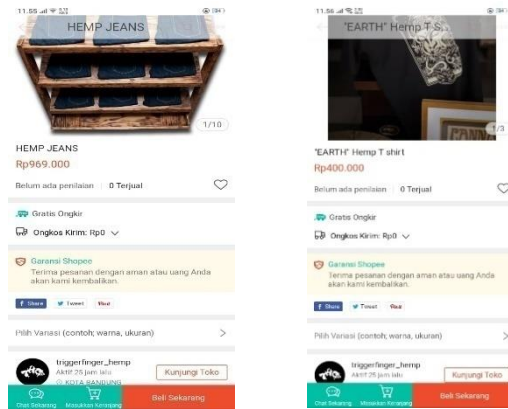 11.55
HEMP JEANS
1/10
HEMP JEANS
Rp969.000
Belum ada penilaian | 0 Terjual
Gratis Ongkir
Ongkos Kirim: Rp0
Garansi Shopee
Terima pesanan dengan aman atau uang Anda
akan kami kembalikan.
Share
Tweet
Pilih Variasi (contoh; warna, ukuran)
triggerfinger_hemp
Aktif 25 jam lalu
KOTA BANDUNG
Kunjungi Toko
Chat Sekarang
Masukkan Keranjang
Beli Sekarang
11.56
"EARTH" Hemp T S...
1/3
"EARTH" Hemp T shirt
Rp400.000
Belum ada penilaian | 0 Terjual
Gratis Ongkir
Ongkos Kirim: Rp0
Garansi Shopee
Terima pesanan dengan aman atau uang Anda
akan kami kembalikan.
Share
Tweet
Pilih Variasi (contoh; warna, ukuran)
triggerfinger_hemp
Aktif 25 jam lalu
Kunjungi Toko
Chat Sekarang
Masukkan Keranjang
Beli Sekarang